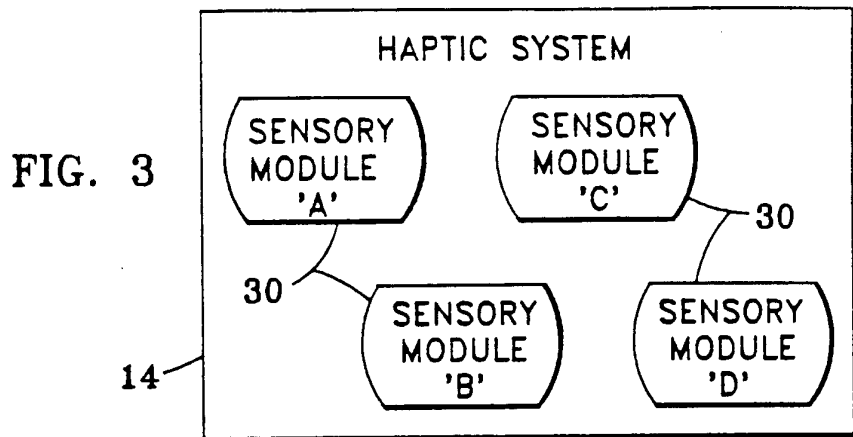 HAPTIC SYSTEM
FIG. 3
SENSORY
MODULE
'A'
SENSORY
MODULE
'C'
30
30
SENSORY
MODULE
'B'
SENSORY
MODULE
'D'
14